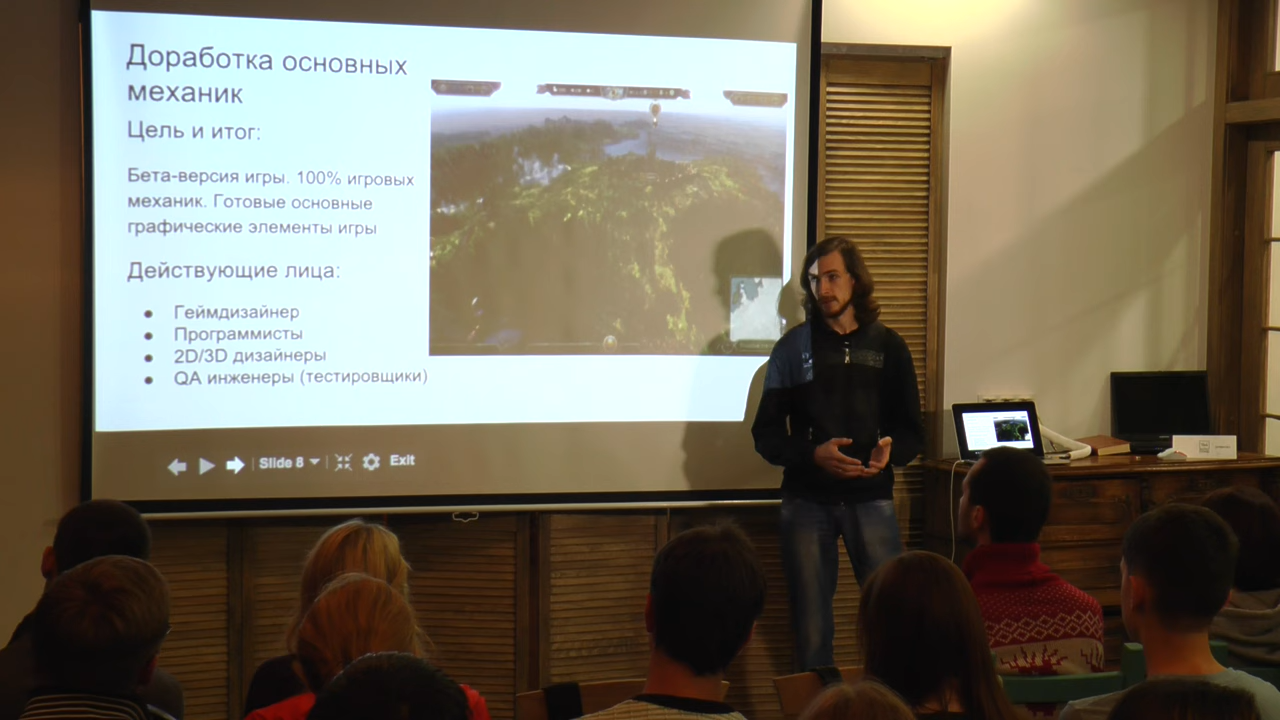 Доработка основных
механик
Цель и итог:
Бета-версия игры. 100% игровых
механик. Готовые основные
графические элементы игры
Действующие лица:
● Геймдизайнер
● Программисты
● 2D/3D дизайнеры
● QA инженеры (тестировщики)
Slide 8
Exit